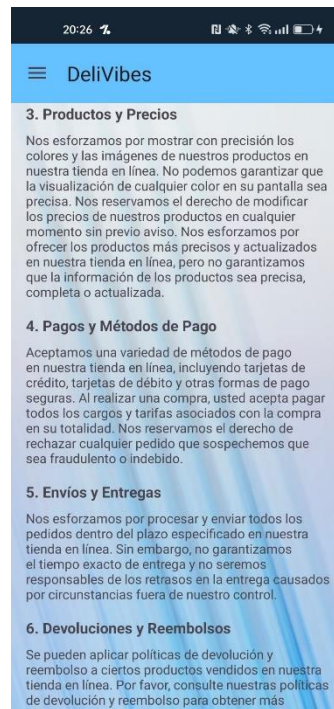 20:26
DeliVibes
3. Productos y Precios
Nos esforzamos por mostrar con precisión los
colores y las imágenes de nuestros productos en
nuestra tienda en línea. No podemos garantizar que
la visualización de cualquier color en su pantalla sea
precisa. Nos reservamos el derecho de modificar
los precios de nuestros productos en cualquier
momento sin previo aviso. Nos esforzamos por
ofrecer los productos más precisos y actualizados
en nuestra tienda en línea, pero no garantizamos
que la información de los productos sea precisa,
completa o actualizada.
4. Pagos y Métodos de Pago
Aceptamos una variedad de métodos de pago
en nuestra tienda en línea, incluyendo tarjetas de
crédito, tarjetas de débito y otras formas de pago
seguras. Al realizar una compra, usted acepta pagar
todos los cargos y tarifas asociados con la compra
en su totalidad. Nos reservamos el derecho de
rechazar cualquier pedido que sospechemos que
sea fraudulento o indebido.
5. Envíos y Entregas
Nos esforzamos por procesar y enviar todos los
pedidos dentro del plazo especificado en nuestra
tienda en línea. Sin embargo, no garantizamos
el tiempo exacto de entrega y no seremos
responsables de los retrasos en la entrega causados
por circunstancias fuera de nuestro control.
6. Devoluciones y Reembolsos
Se pueden aplicar políticas de devolución y
reembolso a ciertos productos vendidos en nuestra
tienda en línea. Por favor, consulte nuestras políticas
de devolución y reembolso para obtener más